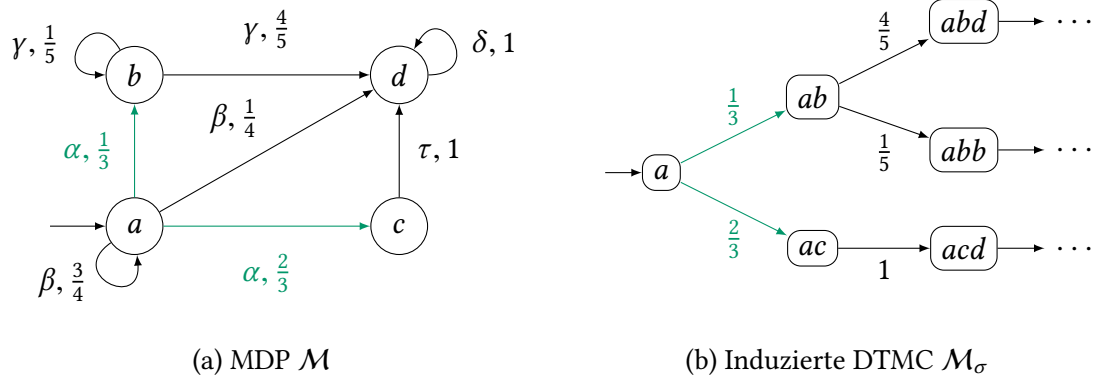 γ, 1/5
γ, 4/5
δ, 1
b
d
α, 1/3
β, 1/4
τ, 1
a
c
β, 3/4
α, 2/3
(a) MDP ℳ
4/5
abd
···
1/3
ab
1/5
abb
···
a
2/3
ac
1
acd
···
(b) Induzierte DTMC ℳσ